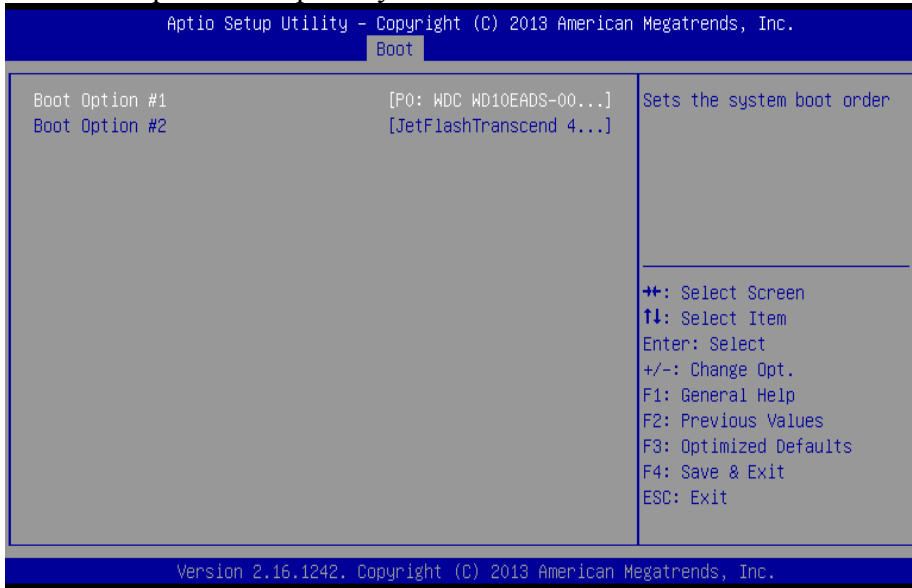 Aptio Setup Utility – Copyright (C) 2013 American Megatrends, Inc.
Boot
Boot Option #1 [P0: WDC WD10EADS-00...]
Boot Option #2 [JetFlashTranscend 4...]
Sets the system boot order
→←: Select Screen
↑↓: Select Item
Enter: Select
+/-: Change Opt.
F1: General Help
F2: Previous Values
F3: Optimized Defaults
F4: Save & Exit
ESC: Exit
Version 2.16.1242. Copyright (C) 2013 American Megatrends, Inc.